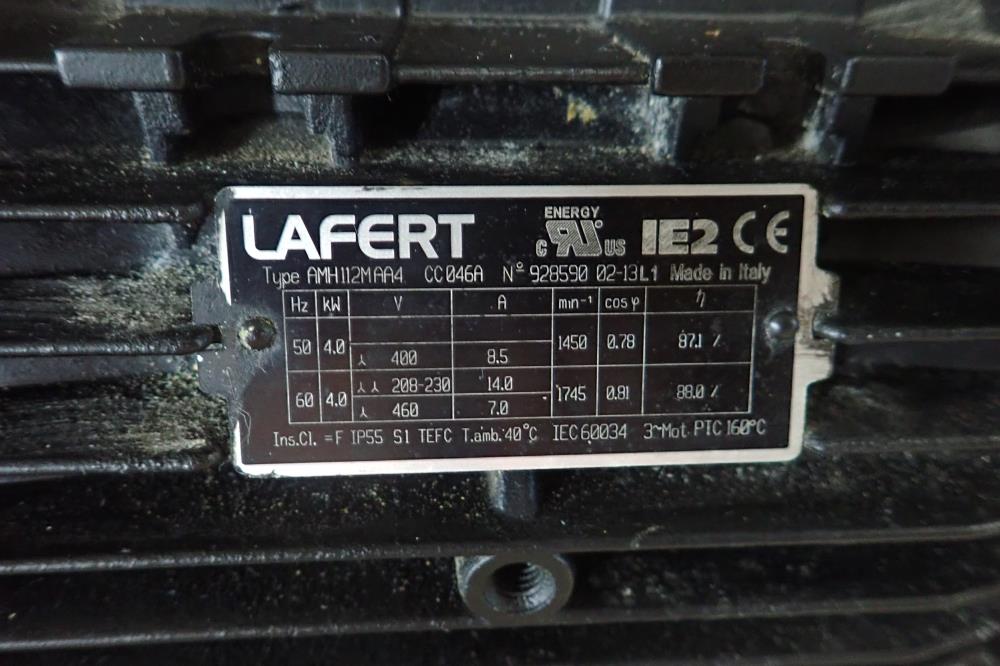 LAFERT ENERGY c UR US IE2 CE
Type AMH112MAA4 CC046A Nº 928590 02-13L1 Made in Italy
Hz kW V A min⁻¹ cos φ η
50 4.0 ⅄ 400 8.5 1450 0.78 87.1 %
60 4.0 ⅄⅄ 208-230 14.0 1745 0.81 88.0 %
⅄ 460 7.0
Ins.Cl. =F IP55 S1 TEFC T.amb.40°C IEC60034 3~Mot. PTC 160°C